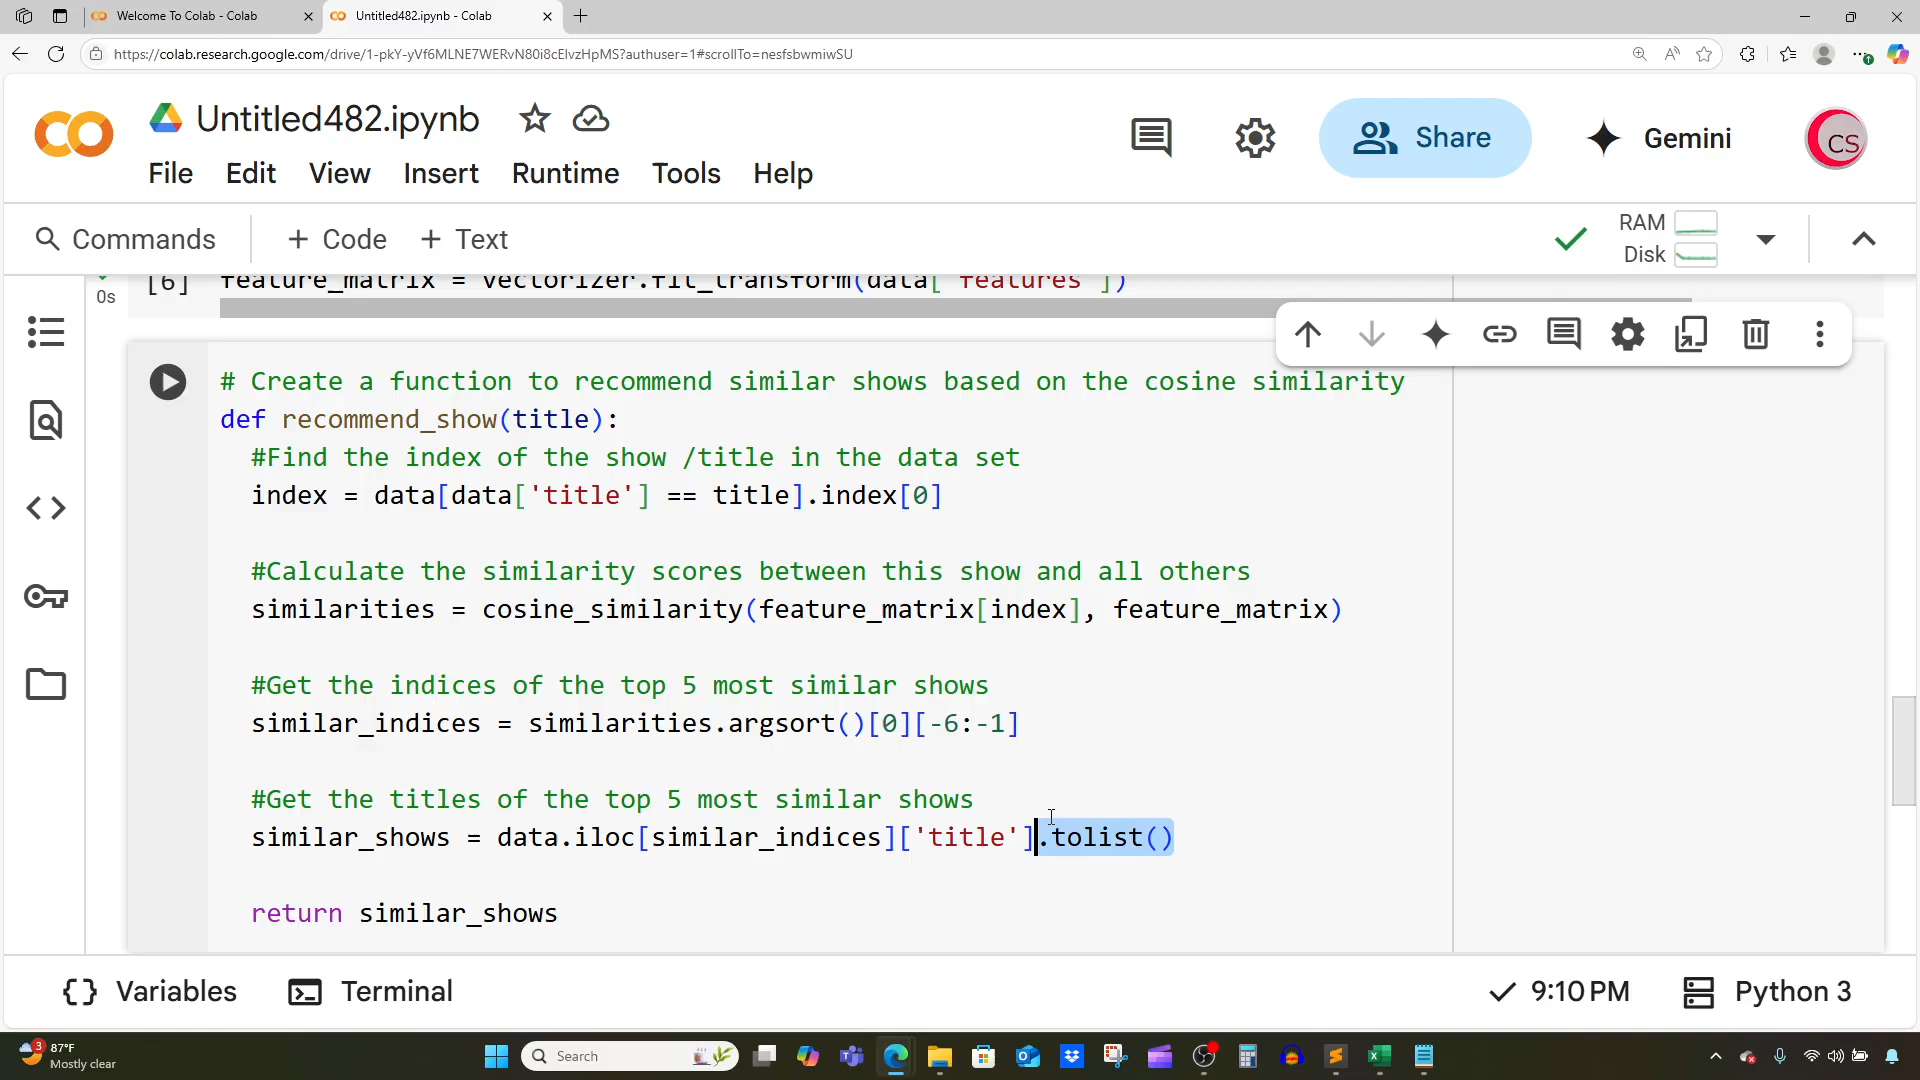 Welcome To Colab - Colab
Untitled482.ipynb - Colab
https://colab.research.google.com/drive/1-pkY-yVf6MLNE7WERvN80i8cElvzHpMS?authuser=1#scrollTo=nesfsbwmiwSU
Untitled482.ipynb
Share
Gemini
CS
File Edit View Insert Runtime Tools Help
Commands + Code + Text
RAM
Disk
0s
[6] feature_matrix = vectorizer.fit_transform(data['features'])
# Create a function to recommend similar shows based on the cosine similarity
def recommend_show(title):
#Find the index of the show /title in the data set
index = data[data['title'] == title].index[0]
#Calculate the similarity scores between this show and all others
similarities = cosine_similarity(feature_matrix[index], feature_matrix)
#Get the indices of the top 5 most similar shows
similar_indices = similarities.argsort()[0][-6:-1]
#Get the titles of the top 5 most similar shows
similar_shows = data.iloc[similar_indices]['title'].tolist()
return similar_shows
{} Variables Terminal
9:10 PM Python 3
3
87°F
Mostly clear
Search